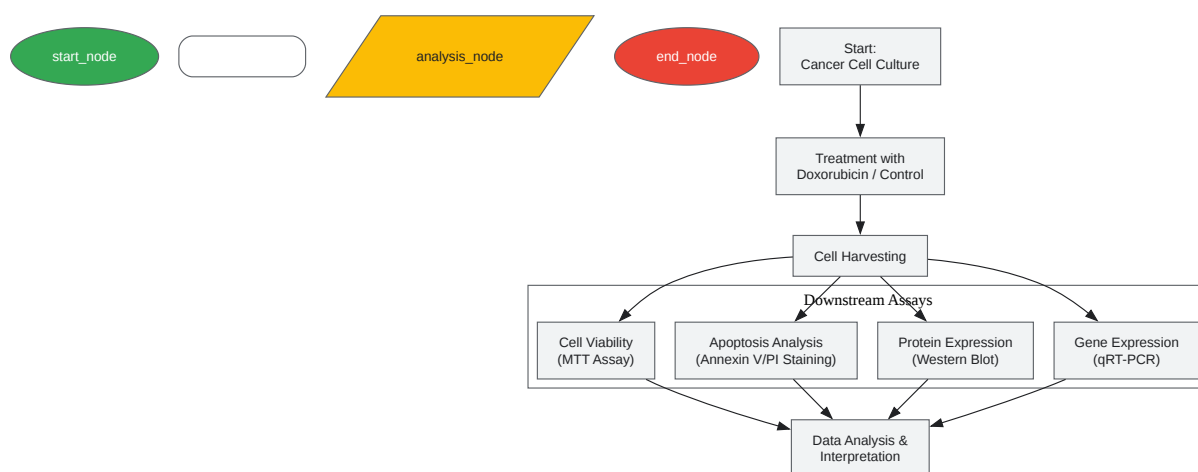 start_node
analysis_node
end_node
Start:
Cancer Cell Culture
Treatment with
Doxorubicin / Control
Cell Harvesting
Downstream Assays
Cell Viability
(MTT Assay)
Apoptosis Analysis
(Annexin V/PI Staining)
Protein Expression
(Western Blot)
Gene Expression
(qRT-PCR)
Data Analysis &
Interpretation